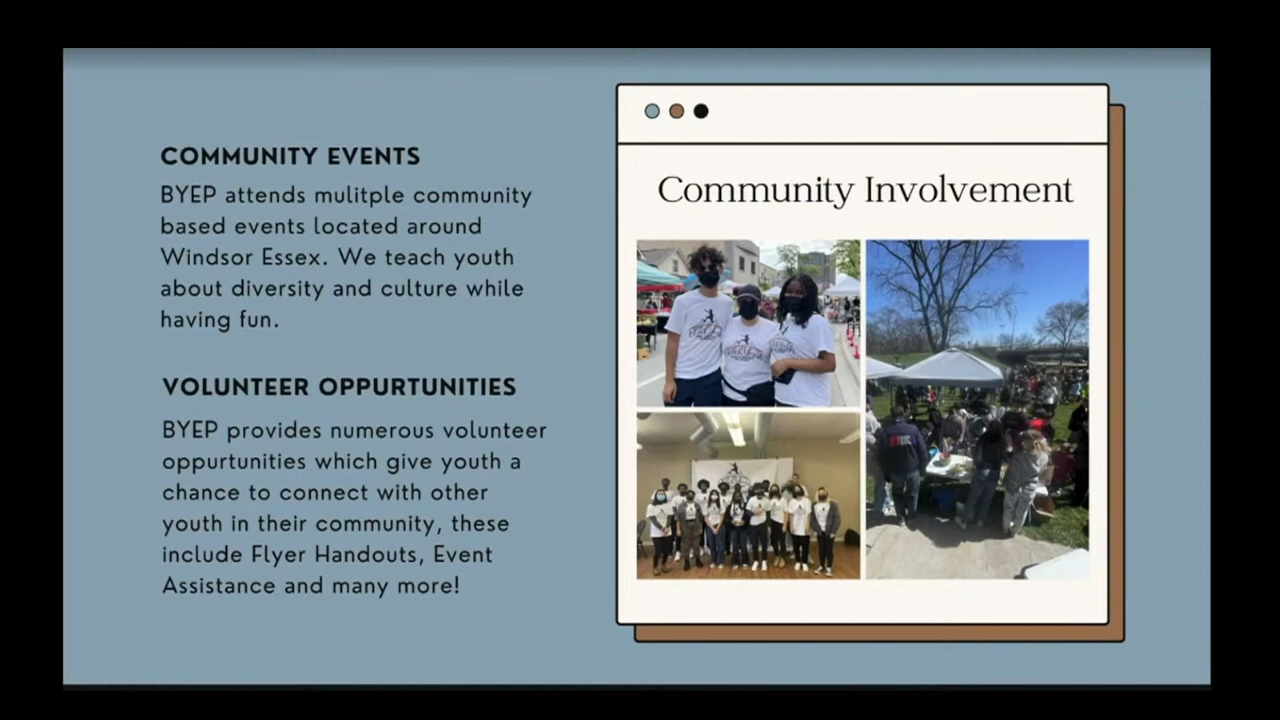 COMMUNITY EVENTS
BYEP attends mulitple community
based events located around
Windsor Essex. We teach youth
about diversity and culture while
having fun.
VOLUNTEER OPPURTUNITIES
BYEP provides numerous volunteer
oppurtunities which give youth a
chance to connect with other
youth in their community, these
include Flyer Handouts, Event
Assistance and many more!
Community Involvement